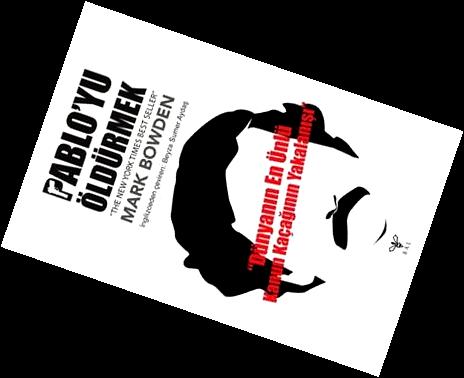 PABLO'YU
ÖLDÜRMEK
"THE NEW YORK TIMES BEST SELLER"
MARK BOWDEN
İngilizceden çeviren: Beyza Sumer Aydaş
"Dünyanın En Ünlü
Kanun Kaçağının Yakalanışı"